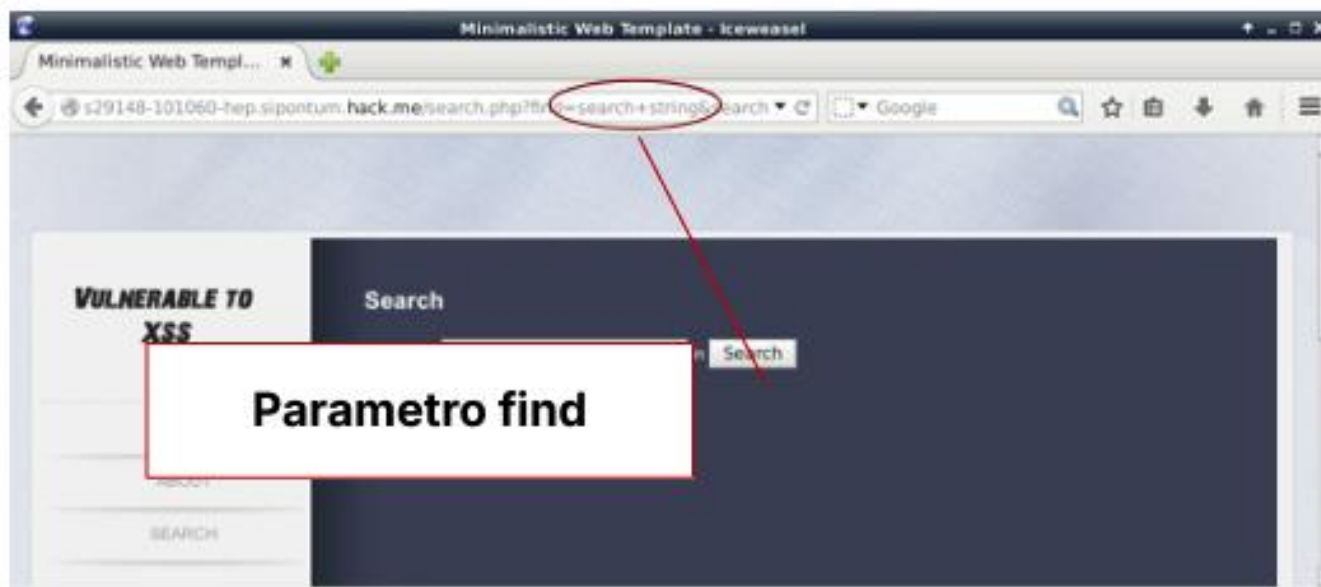 Minimalistic Web Template - Iceweasel
Minimalistic Web Templ...
s29148-101060-hep.sipontum.hack.me/search.php?find=search+string&search
Google
VULNERABLE TO
XSS
Search
Search
Parametro find
ABOUT
SEARCH